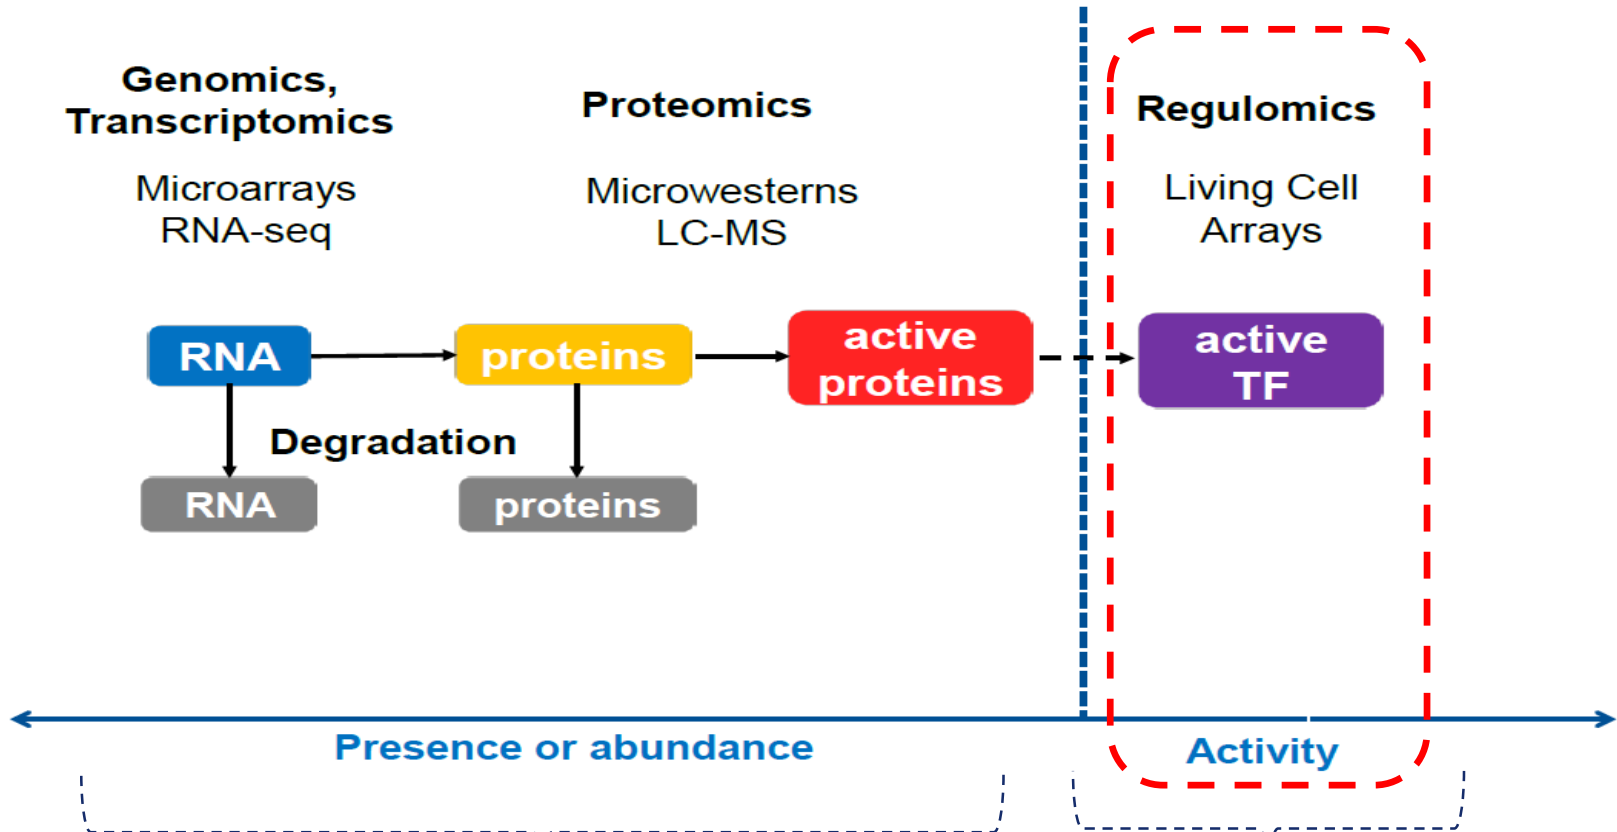 Genomics,
Transcriptomics
Microarrays
RNA-seq
Proteomics
Microwesterns
LC-MS
Regulomics
Living Cell
Arrays
RNA
proteins
active
proteins
active
TF
Degradation
RNA
proteins
Presence or abundance
Activity